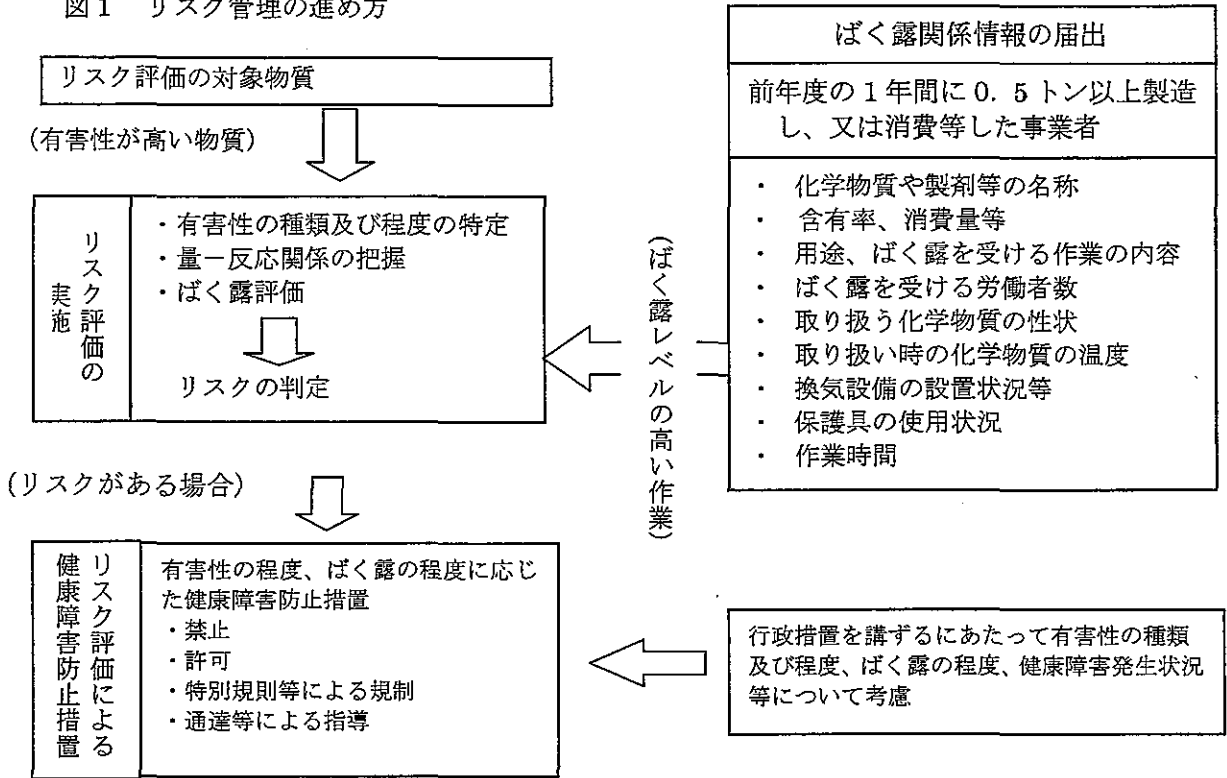 図1 リスク管理の進め方
リスク評価の対象物質
(有害性が高い物質)
リスク評価の
実施
・有害性の種類及び程度の特定
・量－反応関係の把握
・ばく露評価
リスクの判定
(ばく露レベルの高い作業)
ばく露関係情報の届出
前年度の1年間に0.5トン以上製造
し、又は消費等した事業者
・ 化学物質や製剤等の名称
・ 含有率、消費量等
・ 用途、ばく露を受ける作業の内容
・ ばく露を受ける労働者数
・ 取り扱う化学物質の性状
・ 取り扱い時の化学物質の温度
・ 換気設備の設置状況等
・ 保護具の使用状況
・ 作業時間
(リスクがある場合)
リスク評価による
健康障害防止措置
有害性の程度、ばく露の程度に応じ
た健康障害防止措置
・禁止
・許可
・特別規則等による規制
・通達等による指導
行政措置を講ずるにあたって有害性の種類
及び程度、ばく露の程度、健康障害発生状況
等について考慮